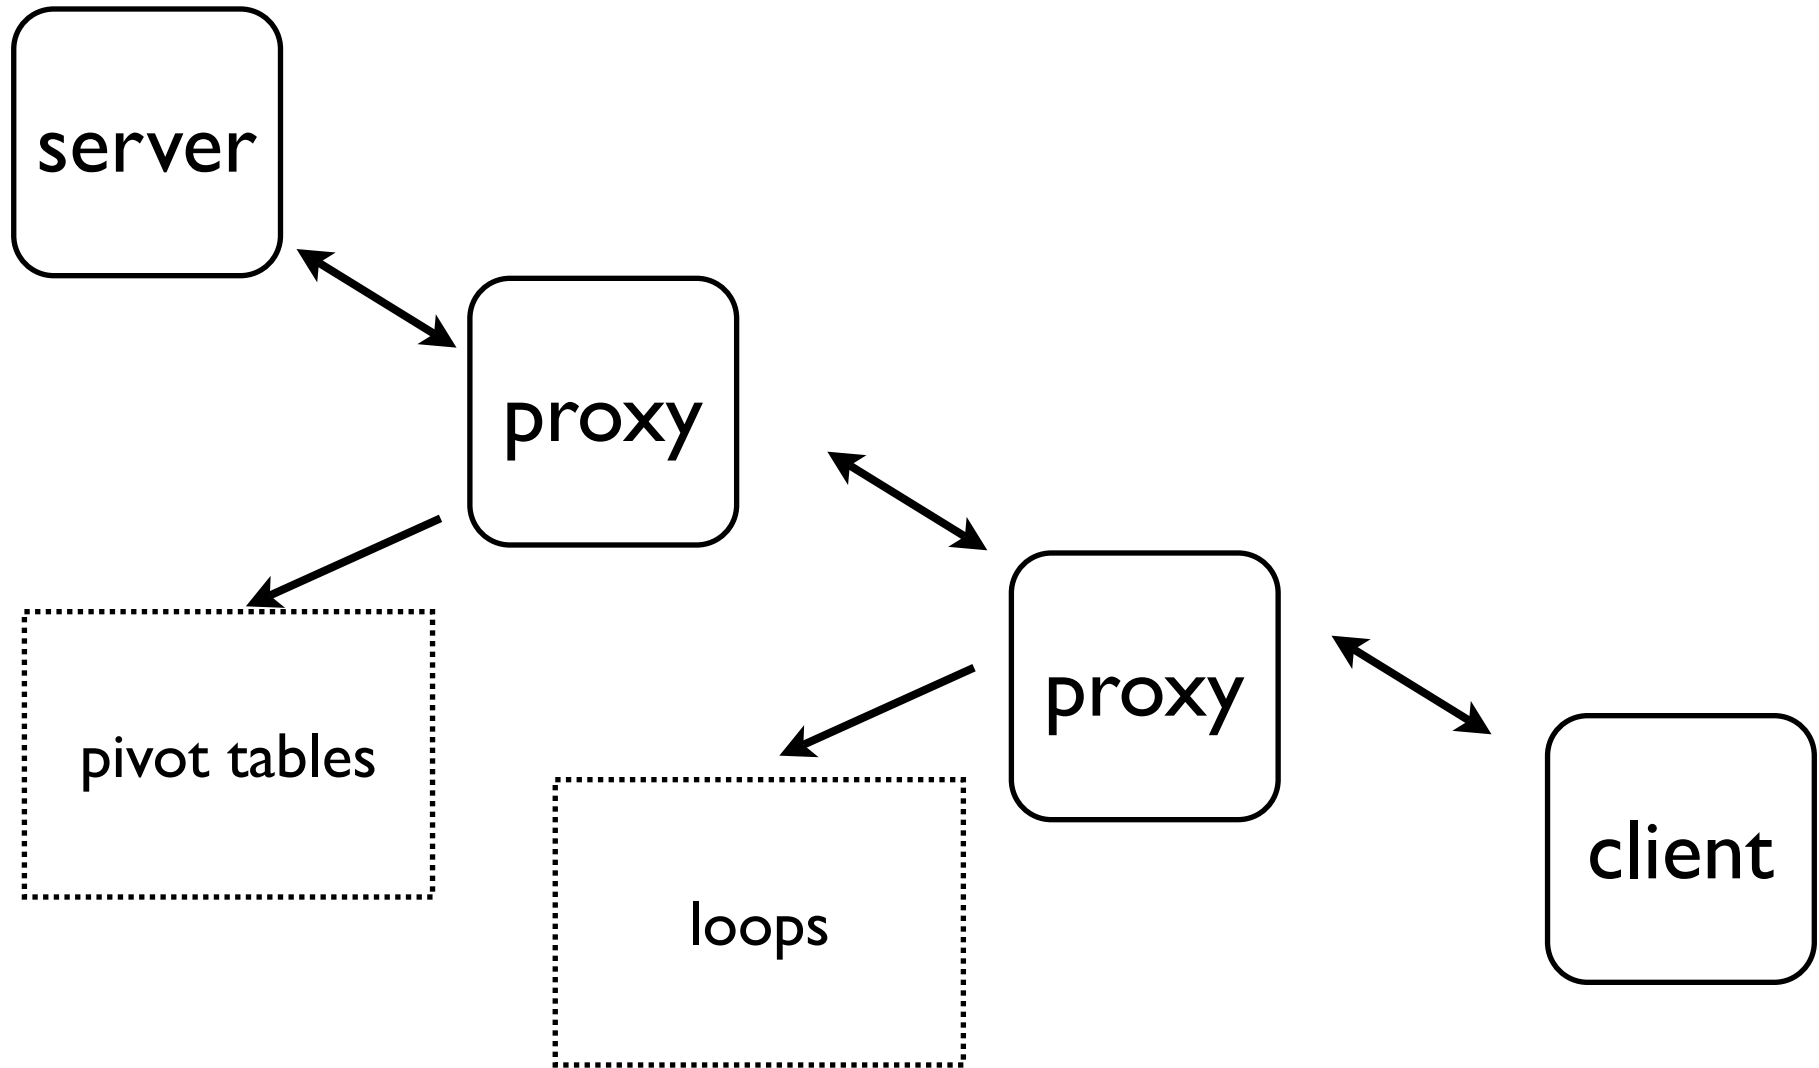 server
proxy
pivot tables
proxy
loops
client